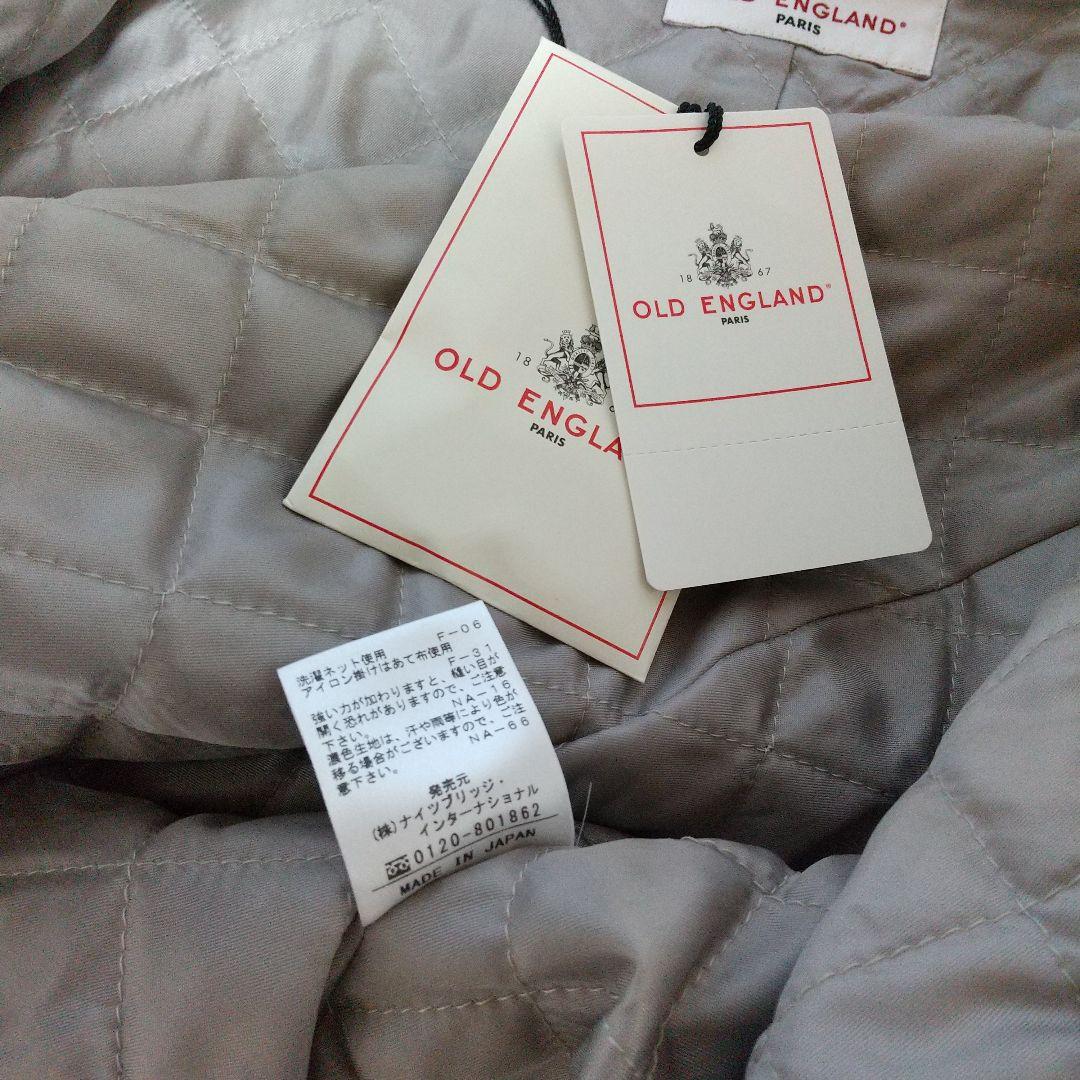 OLD ENGLAND®
PARIS
18 67
OLD ENGLAND®
PARIS
18
OLD ENGLA
PARIS
F-06
洗濯ネット使用
F-31
アイロン掛けはあて布使用
強い力が加わりますと、縫い目が
開く恐れがありますので、ご注意
下さい。 NA-16
濃色生地は、汗や雨等により色が
移る場合がございますので、ご注
意下さい。 NA-66
発売元
(株)ナイツブリッジ・
インターナショナル
0120-801862
MADE IN JAPAN